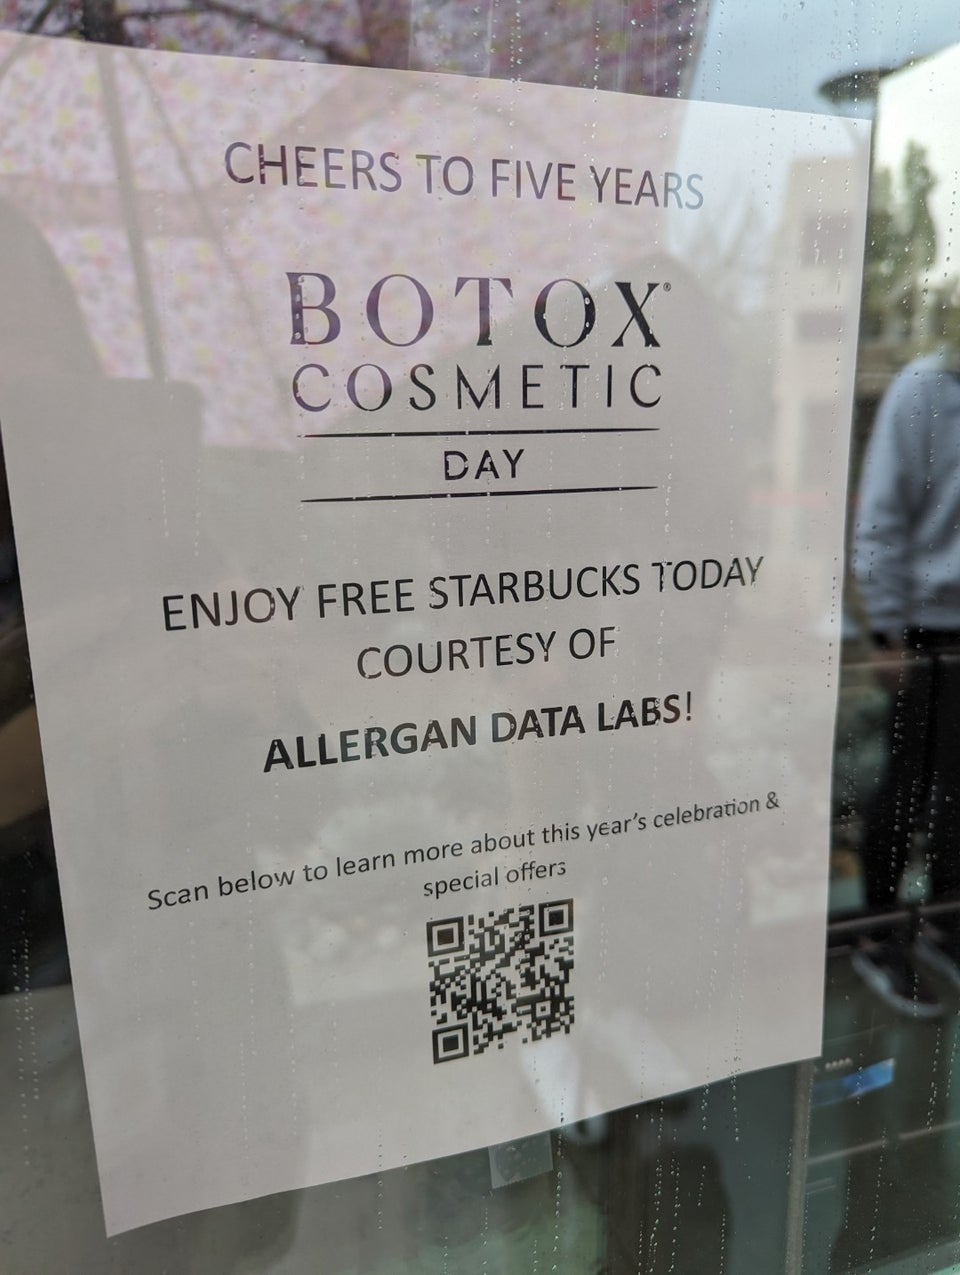 CHEERS TO FIVE YEARS
BOTOX®
COSMETIC
DAY
ENJOY FREE STARBUCKS TODAY
COURTESY OF
ALLERGAN DATA LABS!
Scan below to learn more about this year's celebration &
special offers